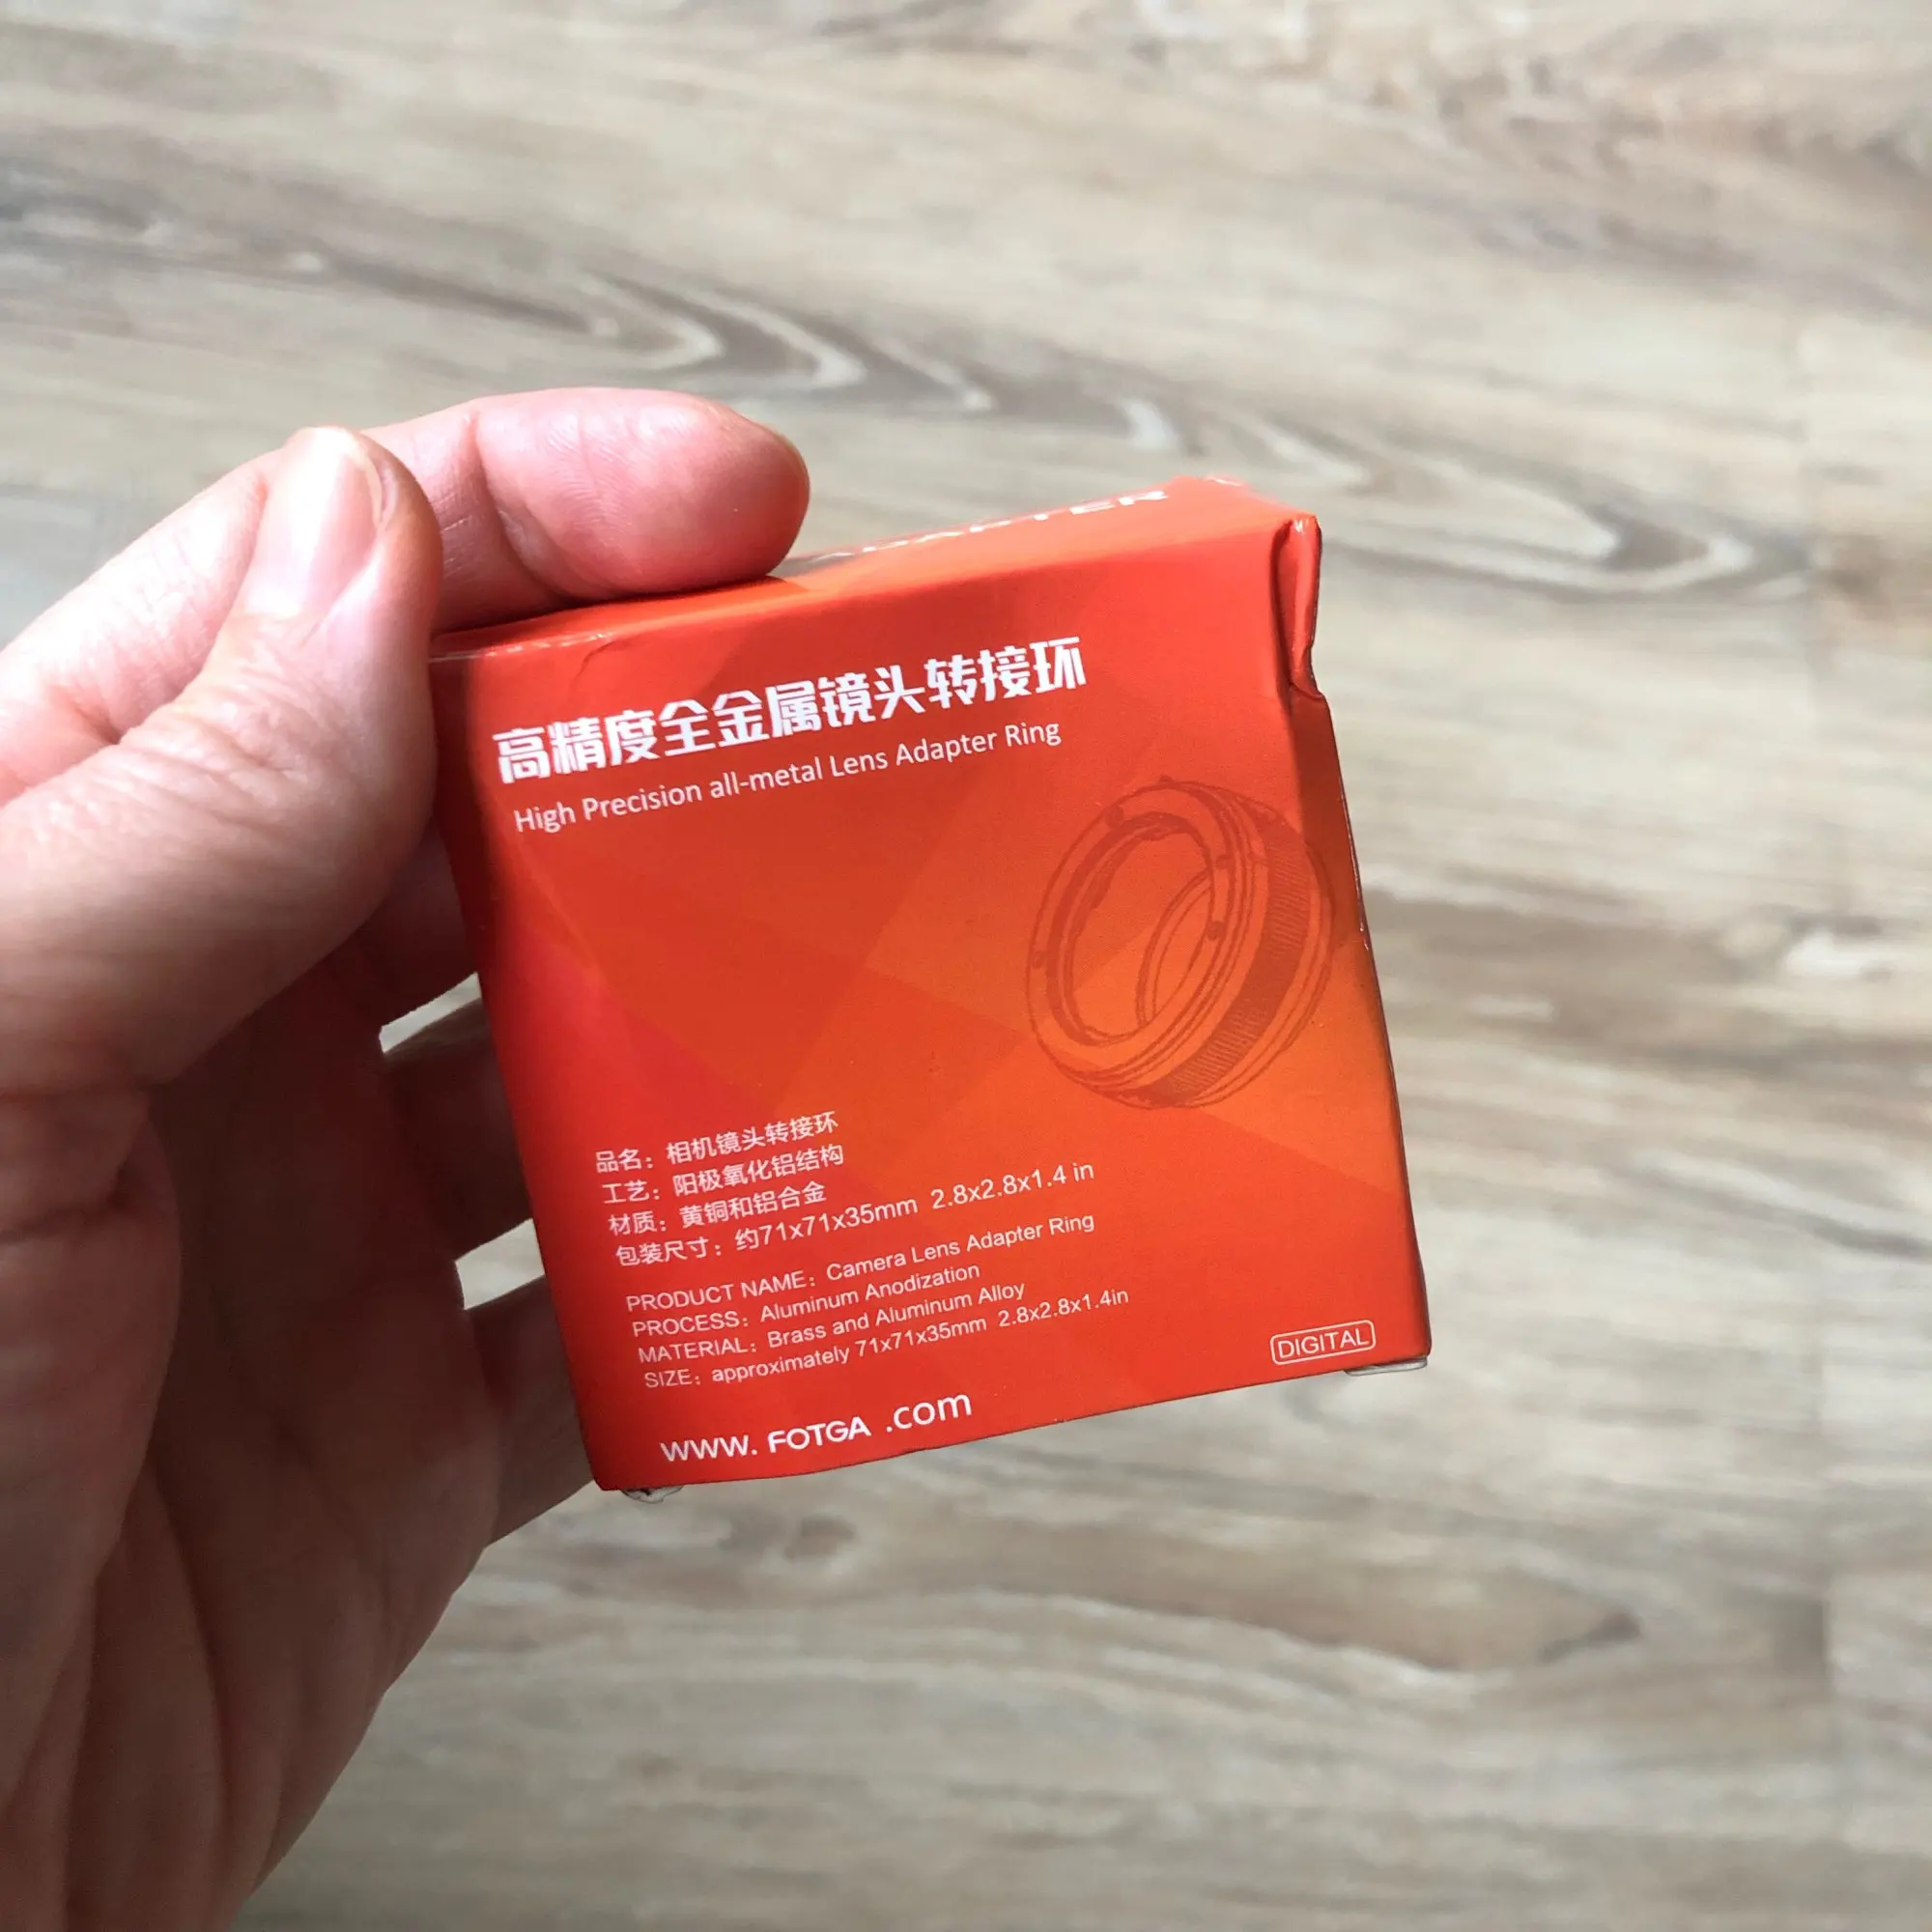 高精度全金属镜头转接环
High Precision all-metal Lens Adapter Ring
品名：相机镜头转接环
工艺：阳极氧化铝结构
材质：黄铜和铝合金
包装尺寸：约71x71x35mm 2.8x2.8x1.4 in
PRODUCT NAME：Camera Lens Adapter Ring
PROCESS：Aluminum Anodization
MATERIAL：Brass and Aluminum Alloy
SIZE：approximately 71x71x35mm 2.8x2.8x1.4in
DIGITAL
www. FOTGA .com